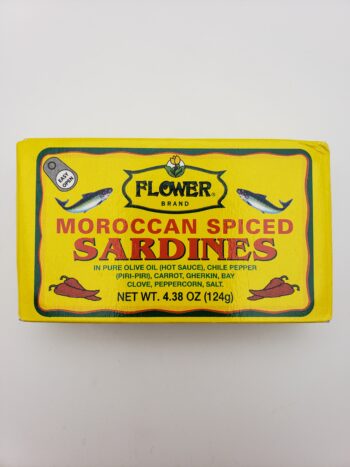 EASY
OPEN
FLOWER®
BRAND
MOROCCAN SPICED
SARDINES
IN PURE OLIVE OIL (HOT SAUCE), CHILE PEPPER
(PIRI-PIRI), CARROT, GHERKIN, BAY
CLOVE, PEPPERCORN, SALT.
NET WT. 4.38 OZ (124g)